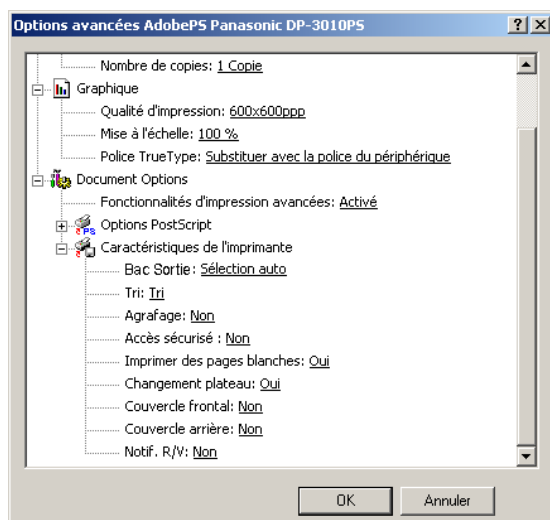 Options avancées AdobePS Panasonic DP-3010PS
Nombre de copies: 1 Copie
Graphique
Qualité d'impression: 600x600ppp
Mise à l'échelle: 100 %
Police TrueType: Substituer avec la police du périphérique
Document Options
Fonctionnalités d'impression avancées: Activé
Options PostScript
Caractéristiques de l'imprimante
Bac Sortie: Sélection auto
Tri: Tri
Agrafage: Non
Accès sécurisé : Non
Imprimer des pages blanches: Oui
Changement plateau: Oui
Couvercle frontal: Non
Couvercle arrière: Non
Notif. R/V: Non
OK Annuler